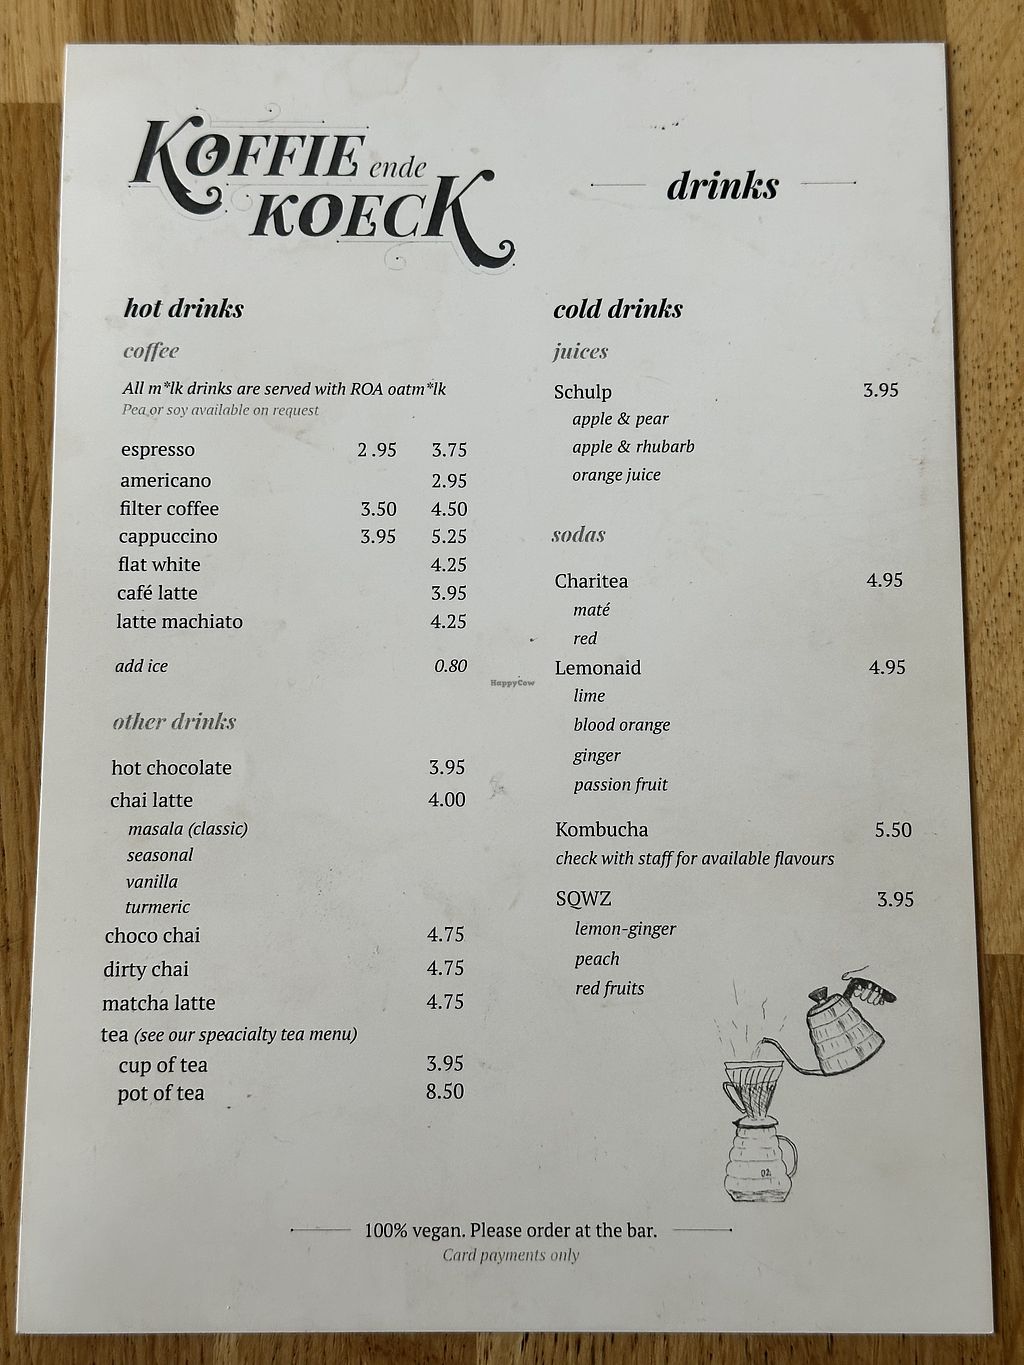 KOFFIE ende
KOECK
drinks
hot drinks
coffee
All m*lk drinks are served with ROA oatm*lk
Pea or soy available on request
espresso 2.95 3.75
americano 2.95
filter coffee 3.50 4.50
cappuccino 3.95 5.25
flat white 4.25
café latte 3.95
latte machiato 4.25
add ice 0.80
other drinks
hot chocolate 3.95
chai latte 4.00
masala (classic)
seasonal
vanilla
turmeric
choco chai 4.75
dirty chai 4.75
matcha latte 4.75
tea (see our speacialty tea menu)
cup of tea 3.95
pot of tea 8.50
cold drinks
juices
Schulp 3.95
apple & pear
apple & rhubarb
orange juice
sodas
Charitea 4.95
maté
red
Lemonaid 4.95
lime
blood orange
ginger
passion fruit
Kombucha 5.50
check with staff for available flavours
SQWZ 3.95
lemon-ginger
peach
red fruits
02
100% vegan. Please order at the bar.
Card payments only
HappyCow